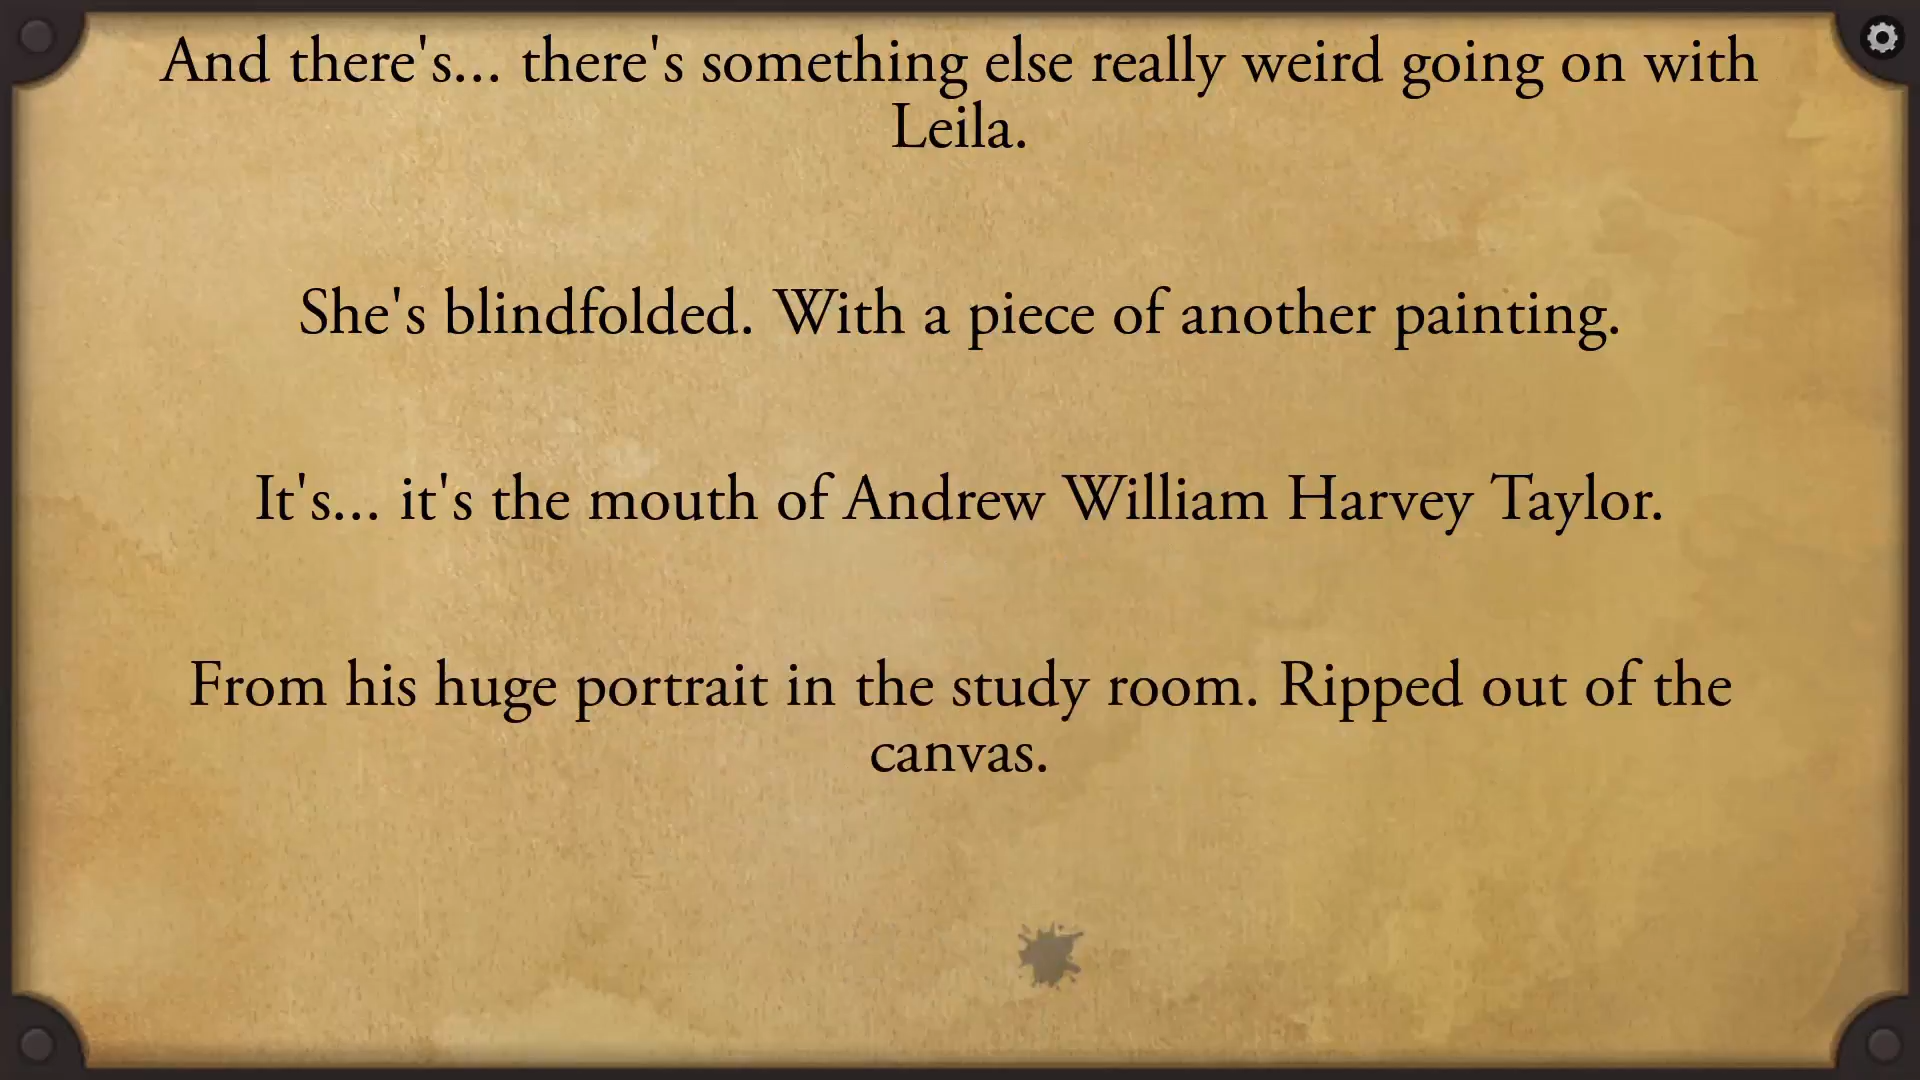 And there's... there's something else really weird going on with
Leila.
She's blindfolded. With a piece of another painting.
It's... it's the mouth of Andrew William Harvey Taylor.
From his huge portrait in the study room. Ripped out of the
canvas.